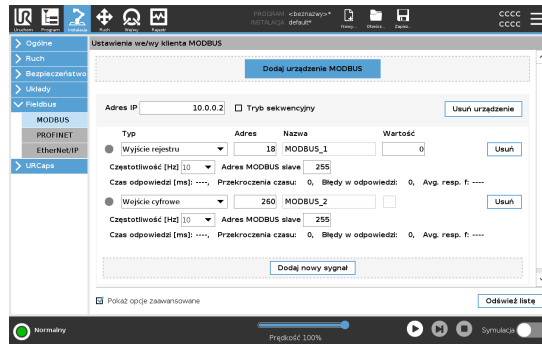 PROGRAM <beznazwy>*
INSTALACJA default*
Uruchom Program Instalacja Ruch We/wy Rejestr Nowy... Otwórz... Zapisz...
CCCC
CCCC
Ogólne
Ruch
Bezpieczeństwo
Układy
Fieldbus
MODBUS
PROFINET
EtherNet/IP
URCaps
Ustawienia we/wy klienta MODBUS
Dodaj urządzenie MODBUS
Adres IP 10.0.0.2 Tryb sekwencyjny Usuń urządzenie
Typ Adres Nazwa Wartość
Wyjście rejestru 18 MODBUS_1 0 Usuń
Częstotliwość [Hz] 10 Adres MODBUS slave 255
Czas odpowiedzi [ms]: ----, Przekroczenia czasu: 0, Błędy w odpowiedzi: 0, Avg. resp. f: ----
Wejście cyfrowe 260 MODBUS_2 Usuń
Częstotliwość [Hz] 10 Adres MODBUS slave 255
Czas odpowiedzi [ms]: ----, Przekroczenia czasu: 0, Błędy w odpowiedzi: 0, Avg. resp. f: ----
Dodaj nowy sygnał
Pokaż opcje zaawansowane Odśwież listę
Normalny
Prędkość 100%
Symulacja